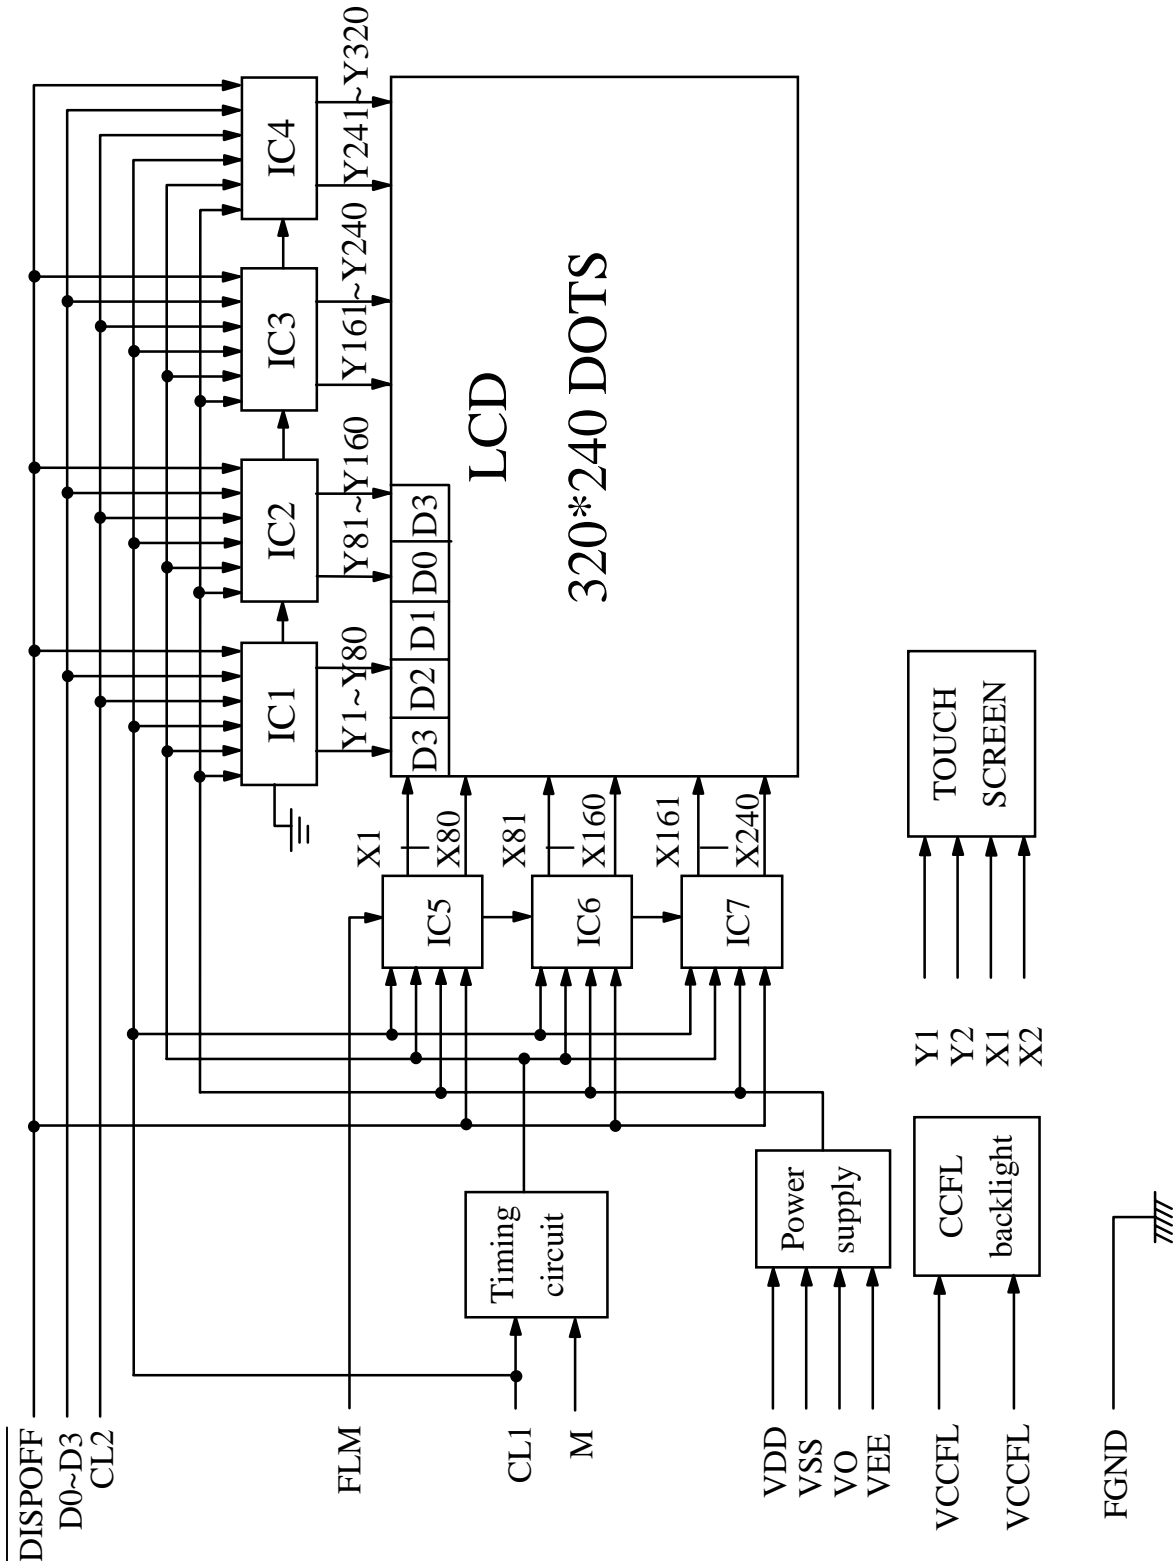 DISPOFF
D0~D3
CL2
FLM
CL1
M
VDD
VSS
VO
VEE
VCCFL
VCCFL
FGND
Timing
circuit
Power
supply
CCFL
backlight
Y1
Y2
X1
X2
TOUCH
SCREEN
IC5
IC6
IC7
X1
X80
X81
X160
X161
X240
IC1
IC2
IC3
IC4
Y1~Y80
Y81~Y160
Y161~Y240
Y241~Y320
D3
D2
D1
D0
D3
LCD
320*240 DOTS